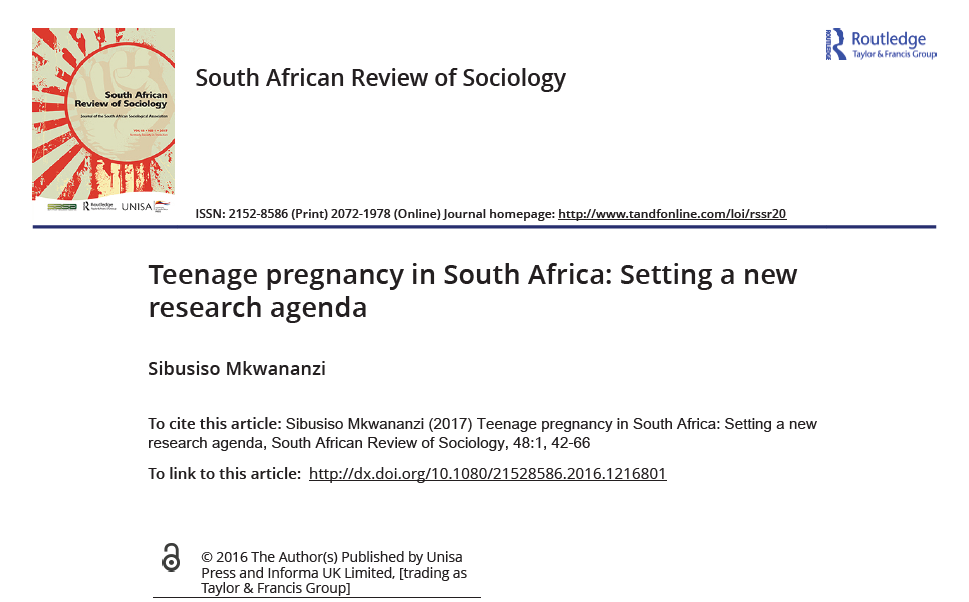 South African
Review of Sociology
Journal of the South African Sociological Association
Routledge
UNISA
ROUTLEDGE
Routledge
Taylor & Francis Group
South African Review of Sociology
ISSN: 2152-8586 (Print) 2072-1978 (Online) Journal homepage: http://www.tandfonline.com/loi/rssr20
Teenage pregnancy in South Africa: Setting a new
research agenda
Sibusiso Mkwananzi
To cite this article: Sibusiso Mkwananzi (2017) Teenage pregnancy in South Africa: Setting a new
research agenda, South African Review of Sociology, 48:1, 42-66
To link to this article: http://dx.doi.org/10.1080/21528586.2016.1216801
© 2016 The Author(s) Published by Unisa
Press and Informa UK Limited, [trading as
Taylor & Francis Group]